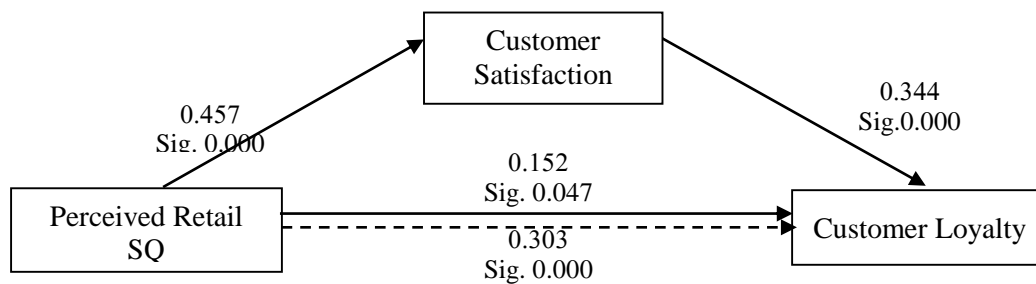 Customer
Satisfaction
0.457
Sig. 0.000
0.344
Sig.0.000
0.152
Sig. 0.047
Perceived Retail
SQ
0.303
Sig. 0.000
Customer Loyalty